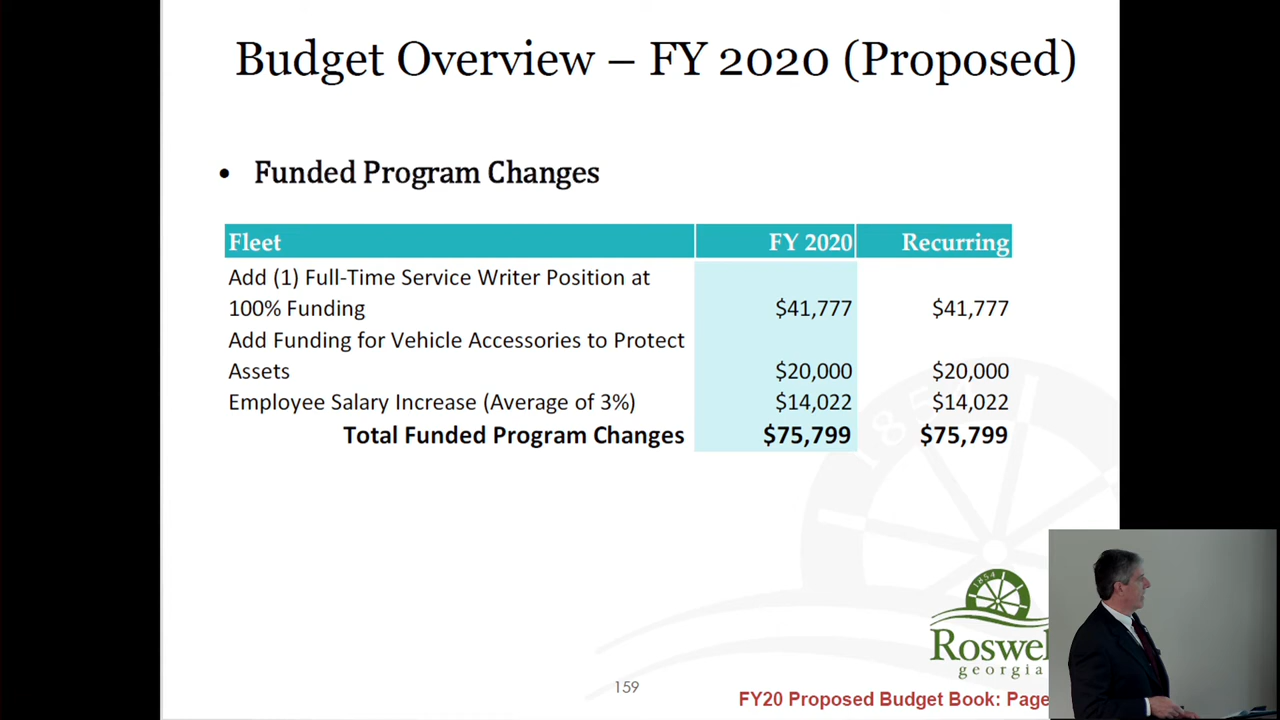 Budget Overview – FY 2020 (Proposed)
• Funded Program Changes
Fleet FY 2020 Recurring
Add (1) Full-Time Service Writer Position at
100% Funding $41,777 $41,777
Add Funding for Vehicle Accessories to Protect
Assets $20,000 $20,000
Employee Salary Increase (Average of 3%) $14,022 $14,022
Total Funded Program Changes $75,799 $75,799
1854
1854
georgia
159
FY20 Proposed Budget Book: Page